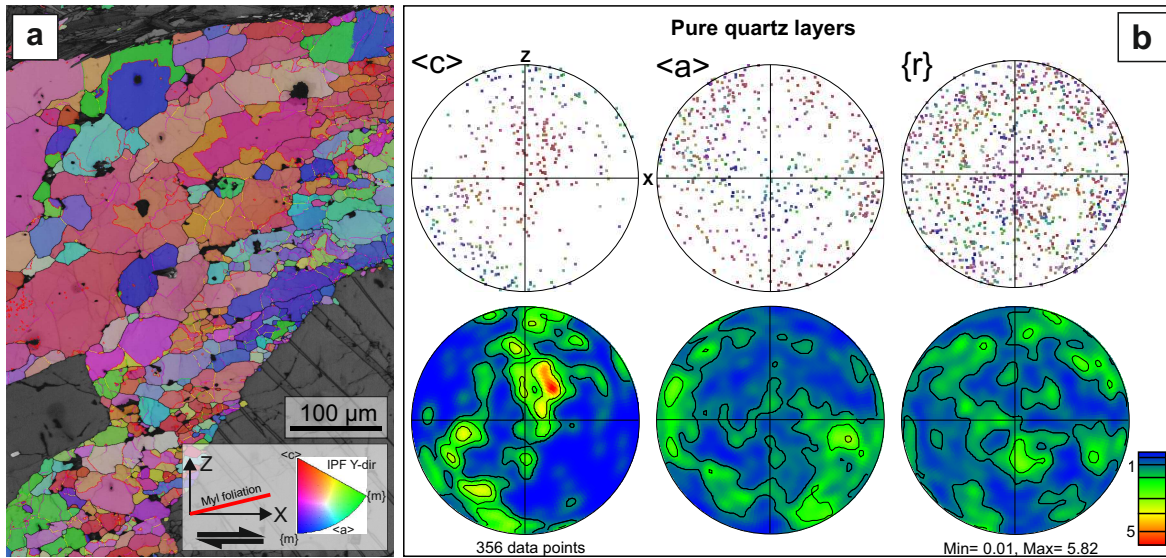 a
100 µm
Z
Myl foliation
X
<c>
IPF Y-dir
{m}
<a>
{m}
b
Pure quartz layers
<c>
<a>
{r}
Z
X
356 data points
Min= 0.01, Max= 5.82
1
5